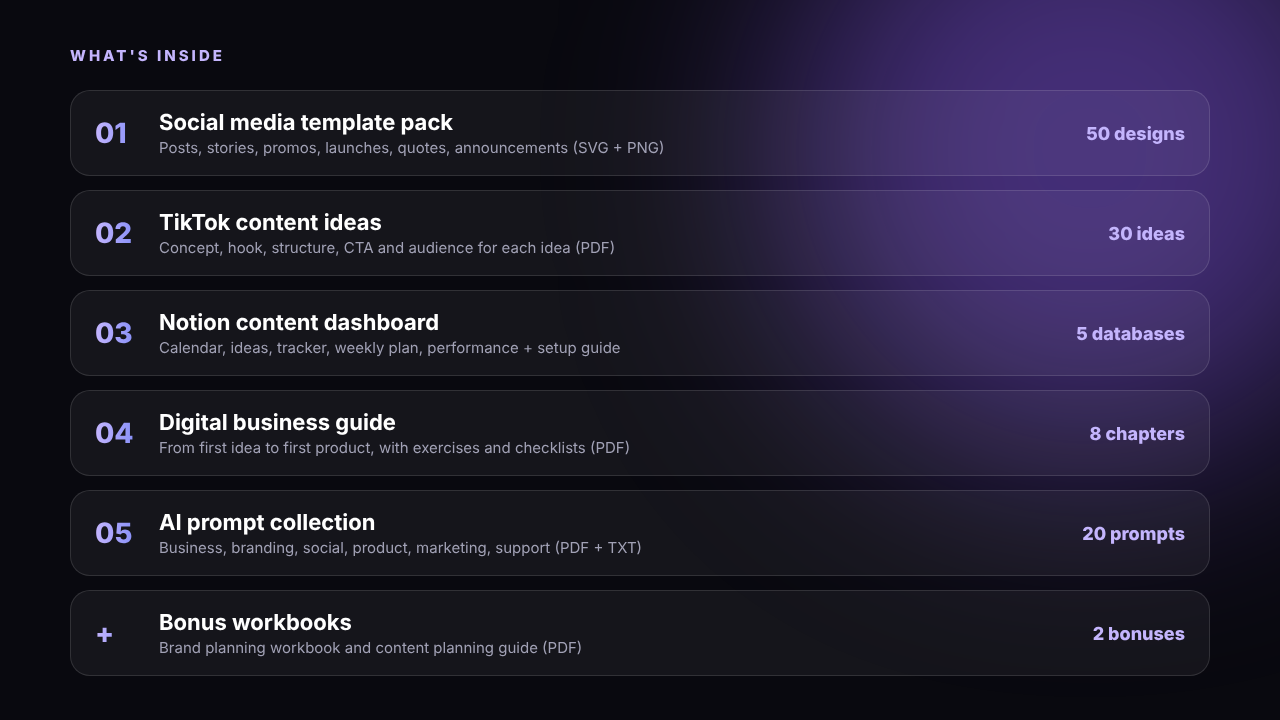 WHAT'S INSIDE
01
Social media template pack
Posts, stories, promos, launches, quotes, announcements (SVG + PNG)
50 designs
02
TikTok content ideas
Concept, hook, structure, CTA and audience for each idea (PDF)
30 ideas
03
Notion content dashboard
Calendar, ideas, tracker, weekly plan, performance + setup guide
5 databases
04
Digital business guide
From first idea to first product, with exercises and checklists (PDF)
8 chapters
05
AI prompt collection
Business, branding, social, product, marketing, support (PDF + TXT)
20 prompts
+
Bonus workbooks
Brand planning workbook and content planning guide (PDF)
2 bonuses